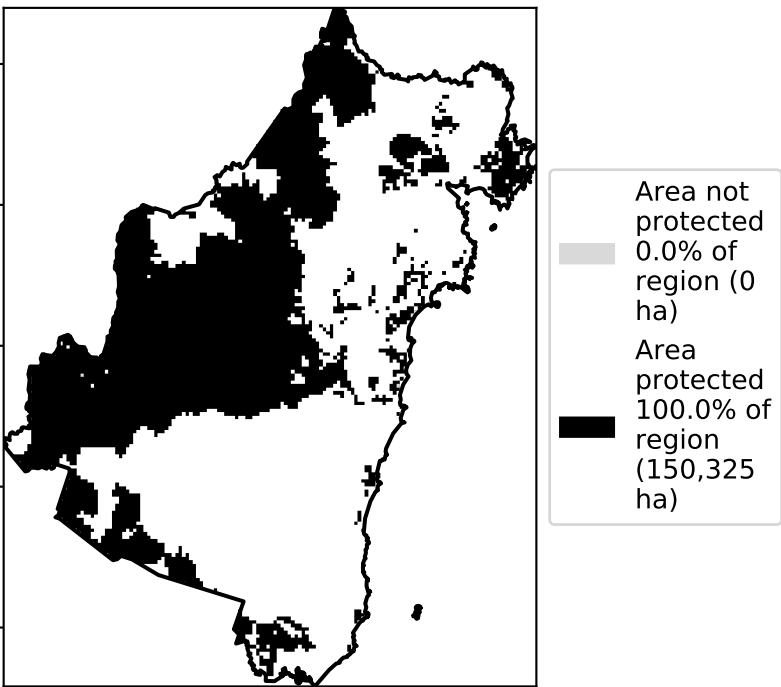 Area not
protected
0.0% of
region (0
ha)
Area
protected
100.0% of
region
(150,325
ha)